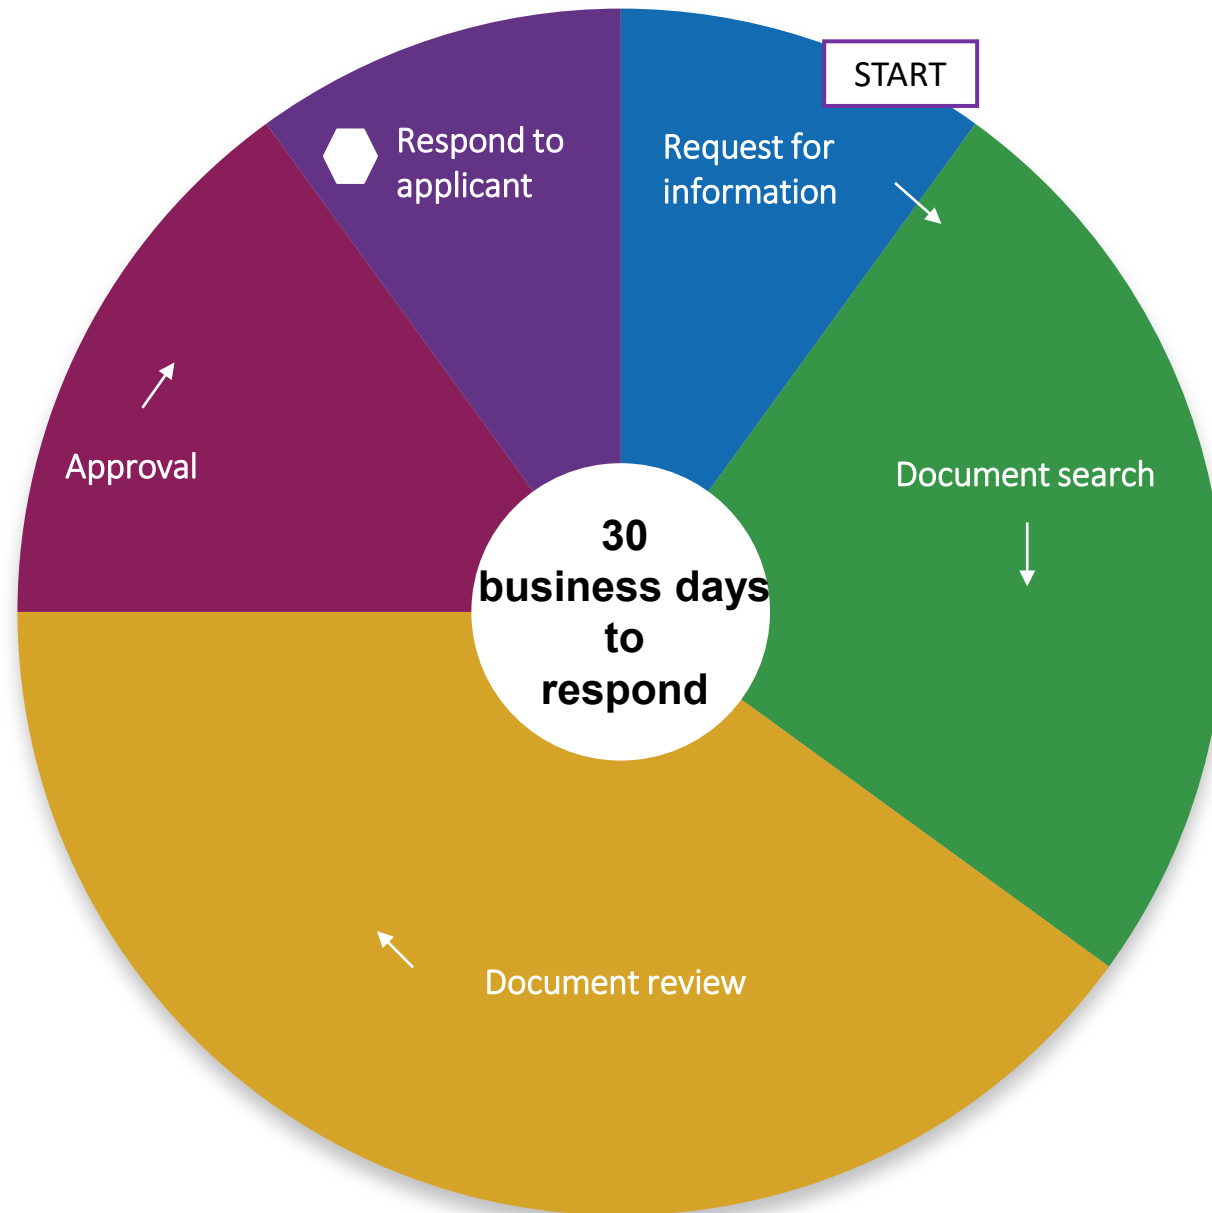 START
Request for
information
Document search
Document review
Approval
Respond to
applicant
30
business days
to
respond